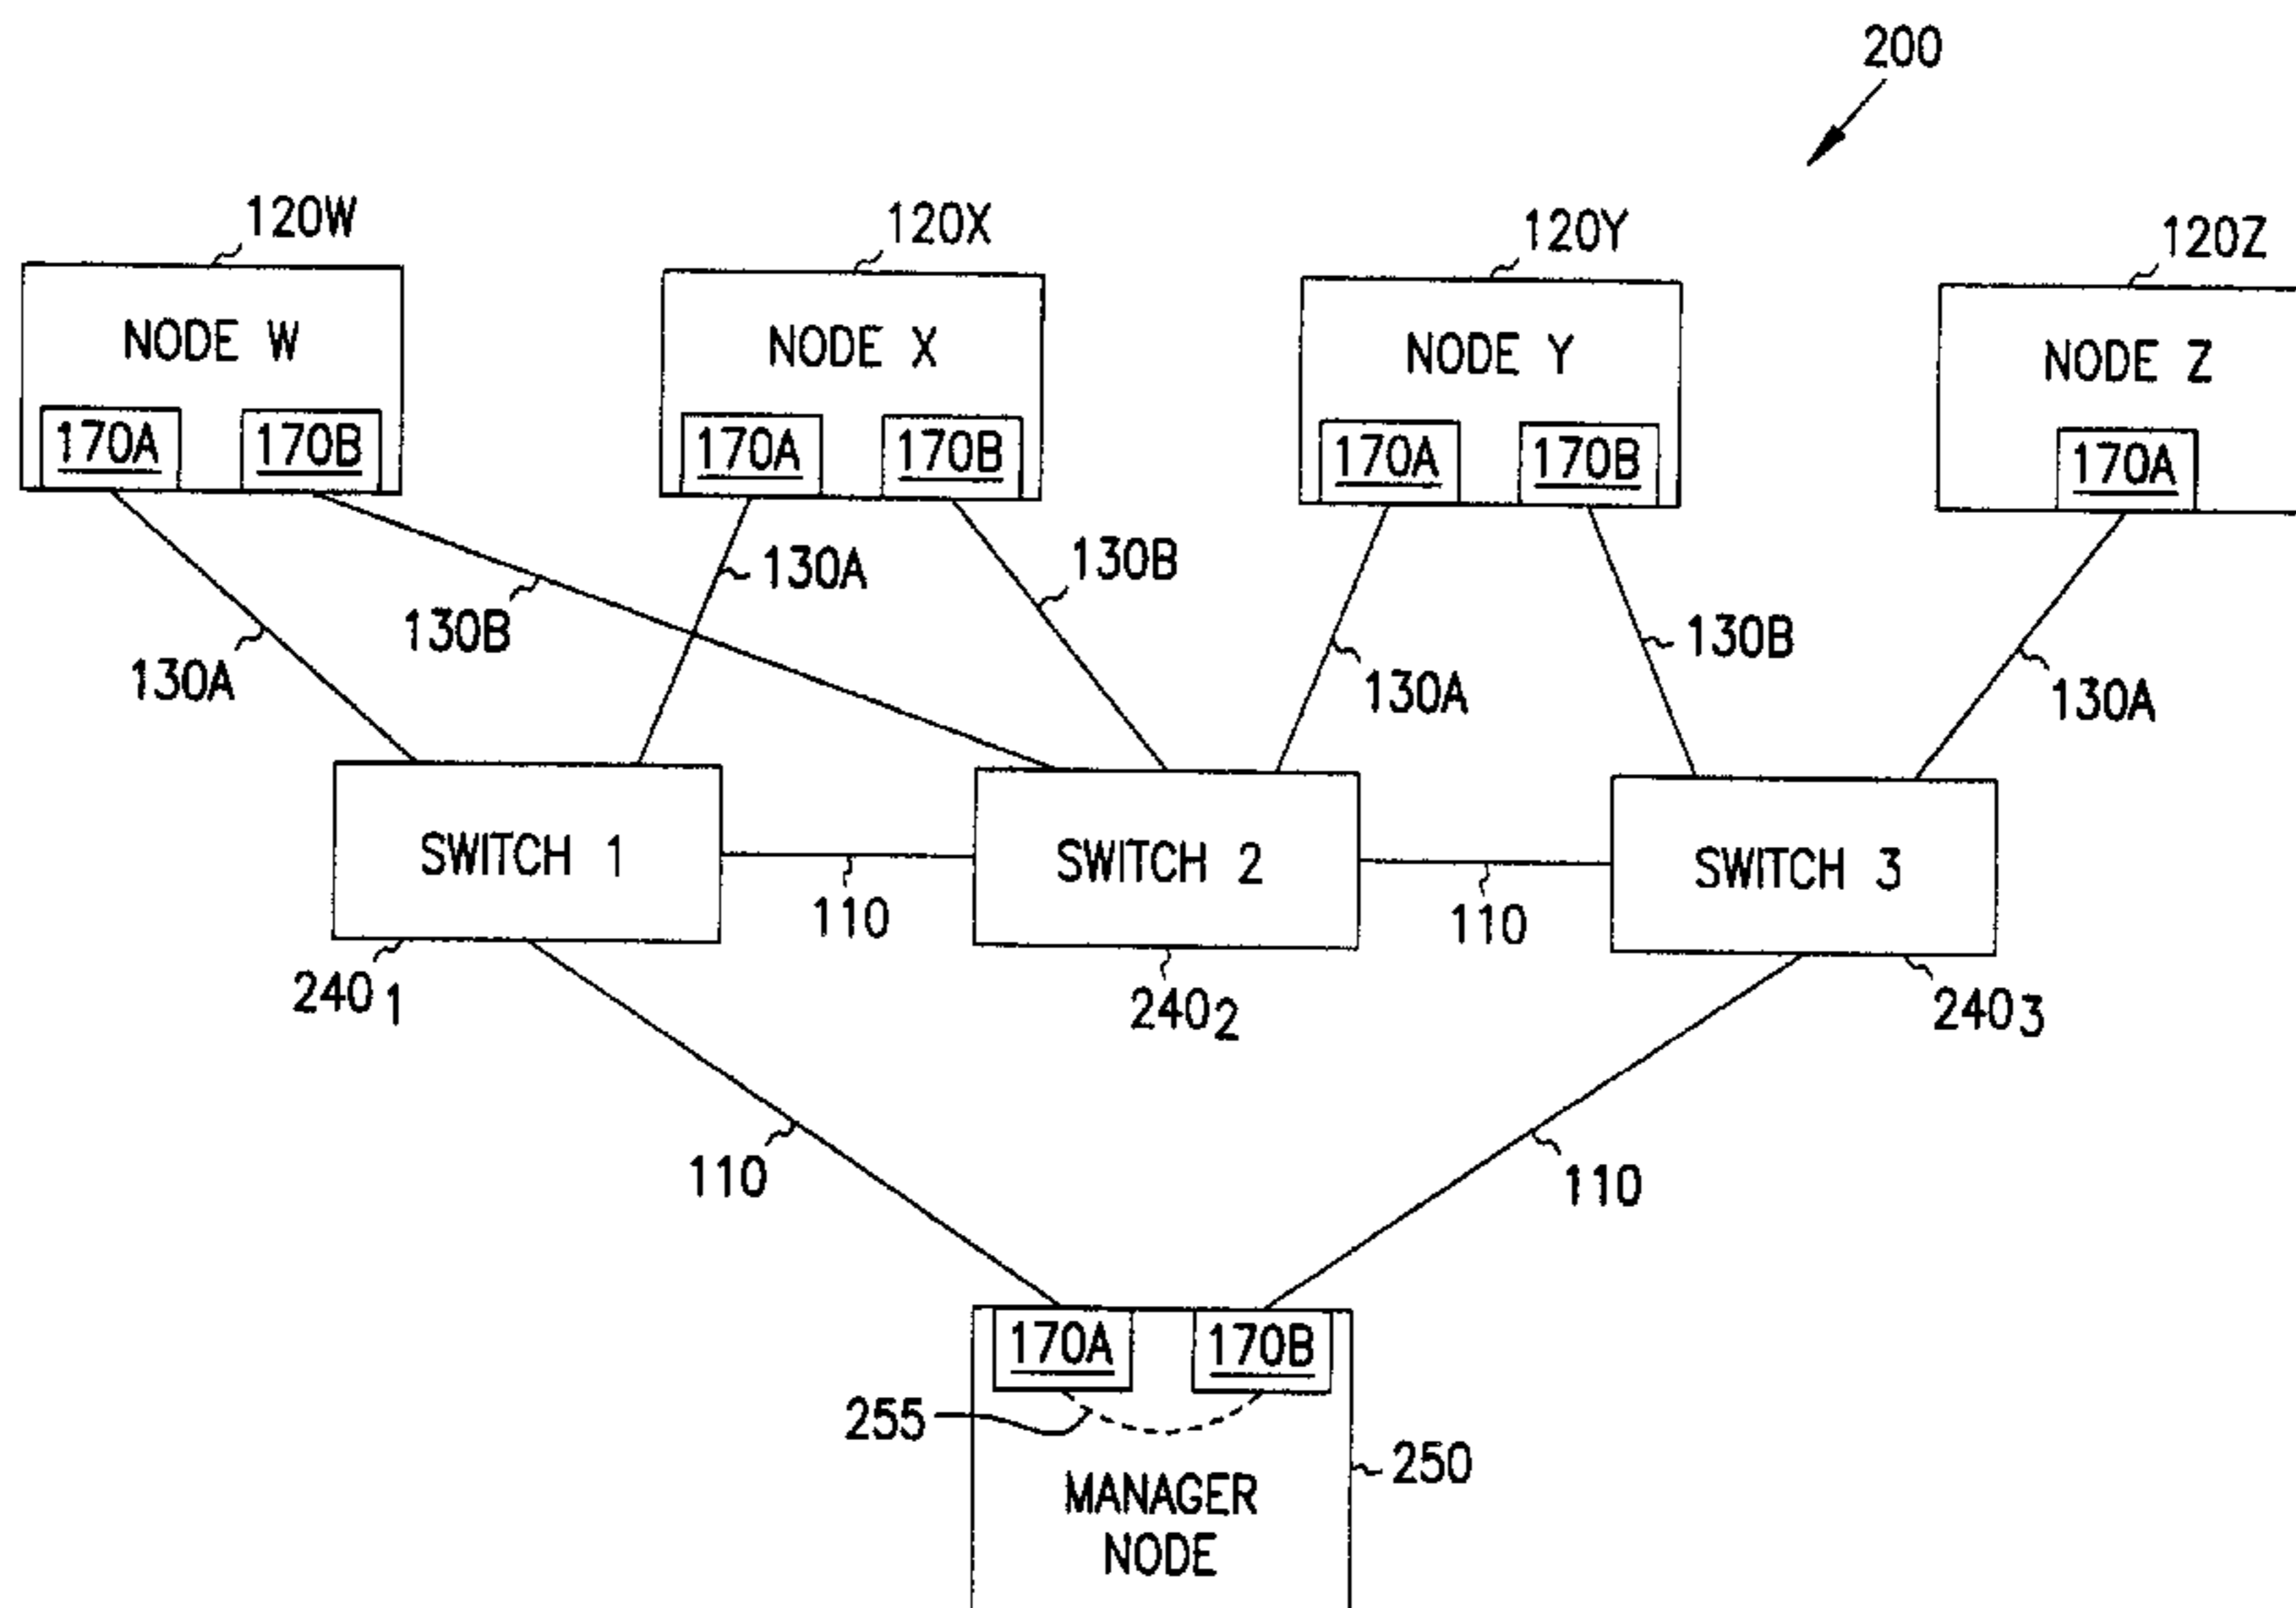 200
120W
120X
120Y
120Z
NODE W
NODE X
NODE Y
NODE Z
170A
170B
170A
170B
170A
170B
170A
130A
130B
130A
130B
130A
130B
130A
SWITCH 1
SWITCH 2
SWITCH 3
110
110
240 1
240 2
240 3
110
110
170A
170B
255
250
MANAGER
NODE